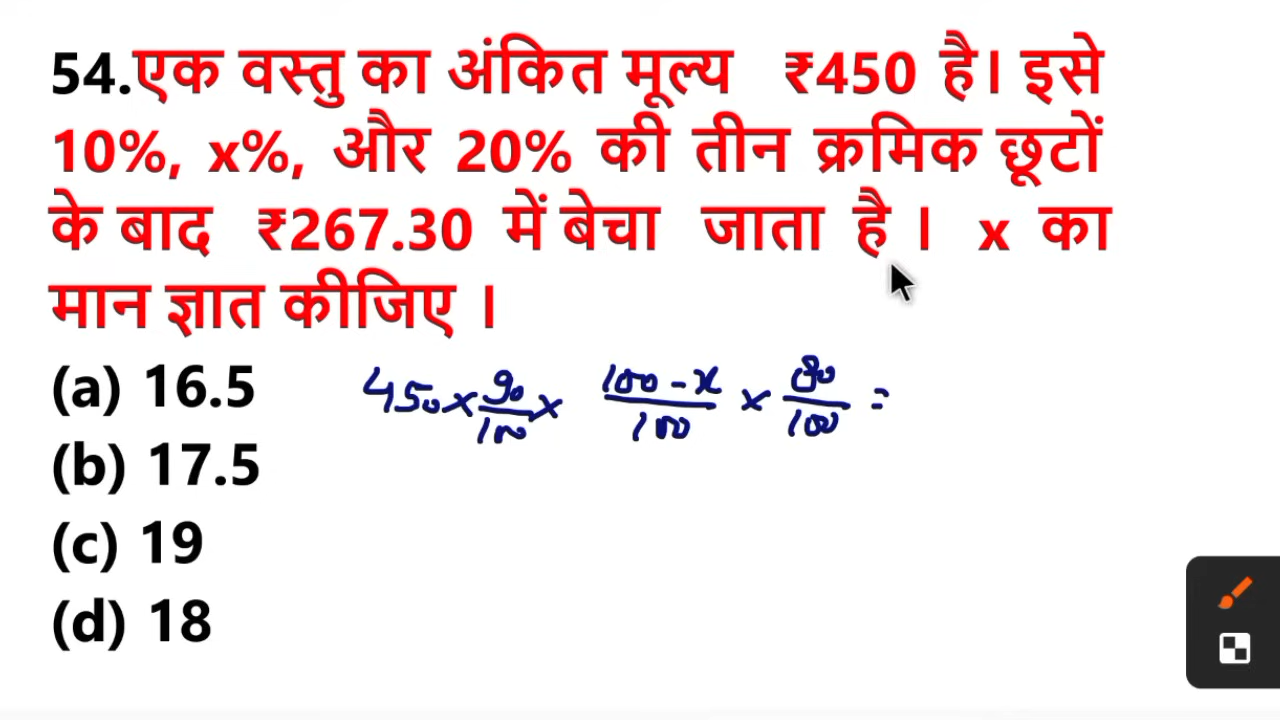 54.एक वस्तु का अंकित मूल्य ₹450 है। इसे
10%, x%, और 20% की तीन क्रमिक छूटों
के बाद ₹267.30 में बेचा जाता है । x का
मान ज्ञात कीजिए ।
(a) 16.5
450 × 90/100 × 100 - x/100 × 80/100 =
(b) 17.5
(c) 19
(d) 18